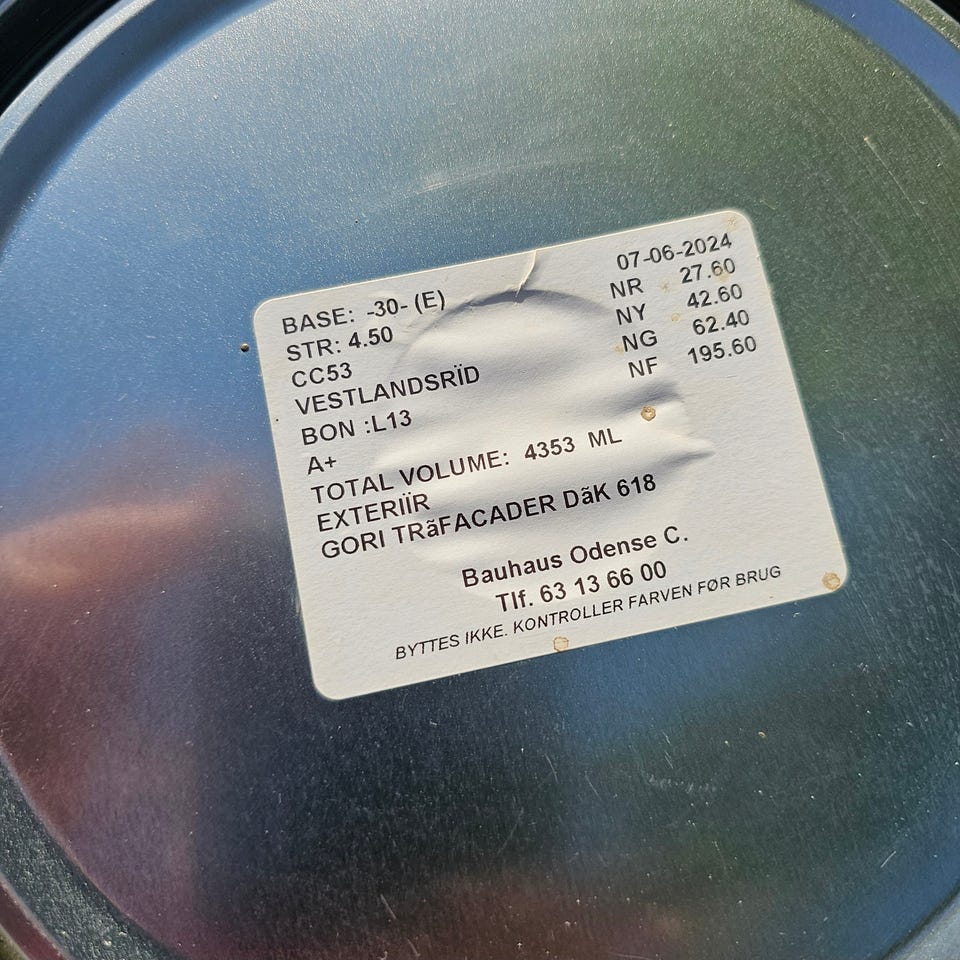 BASE: -30- (E) 07-06-2024
STR: 4.50 NR 27.60
CC53 NY 42.60
VESTLANDSRÏD NG 62.40
BON :L13 NF 195.60
A+
TOTAL VOLUME: 4353 ML
EXTERIÏR
GORI TRãFACADER DãK 618
Bauhaus Odense C.
Tlf. 63 13 66 00
BYTTES IKKE. KONTROLLER FARVEN FØR BRUG